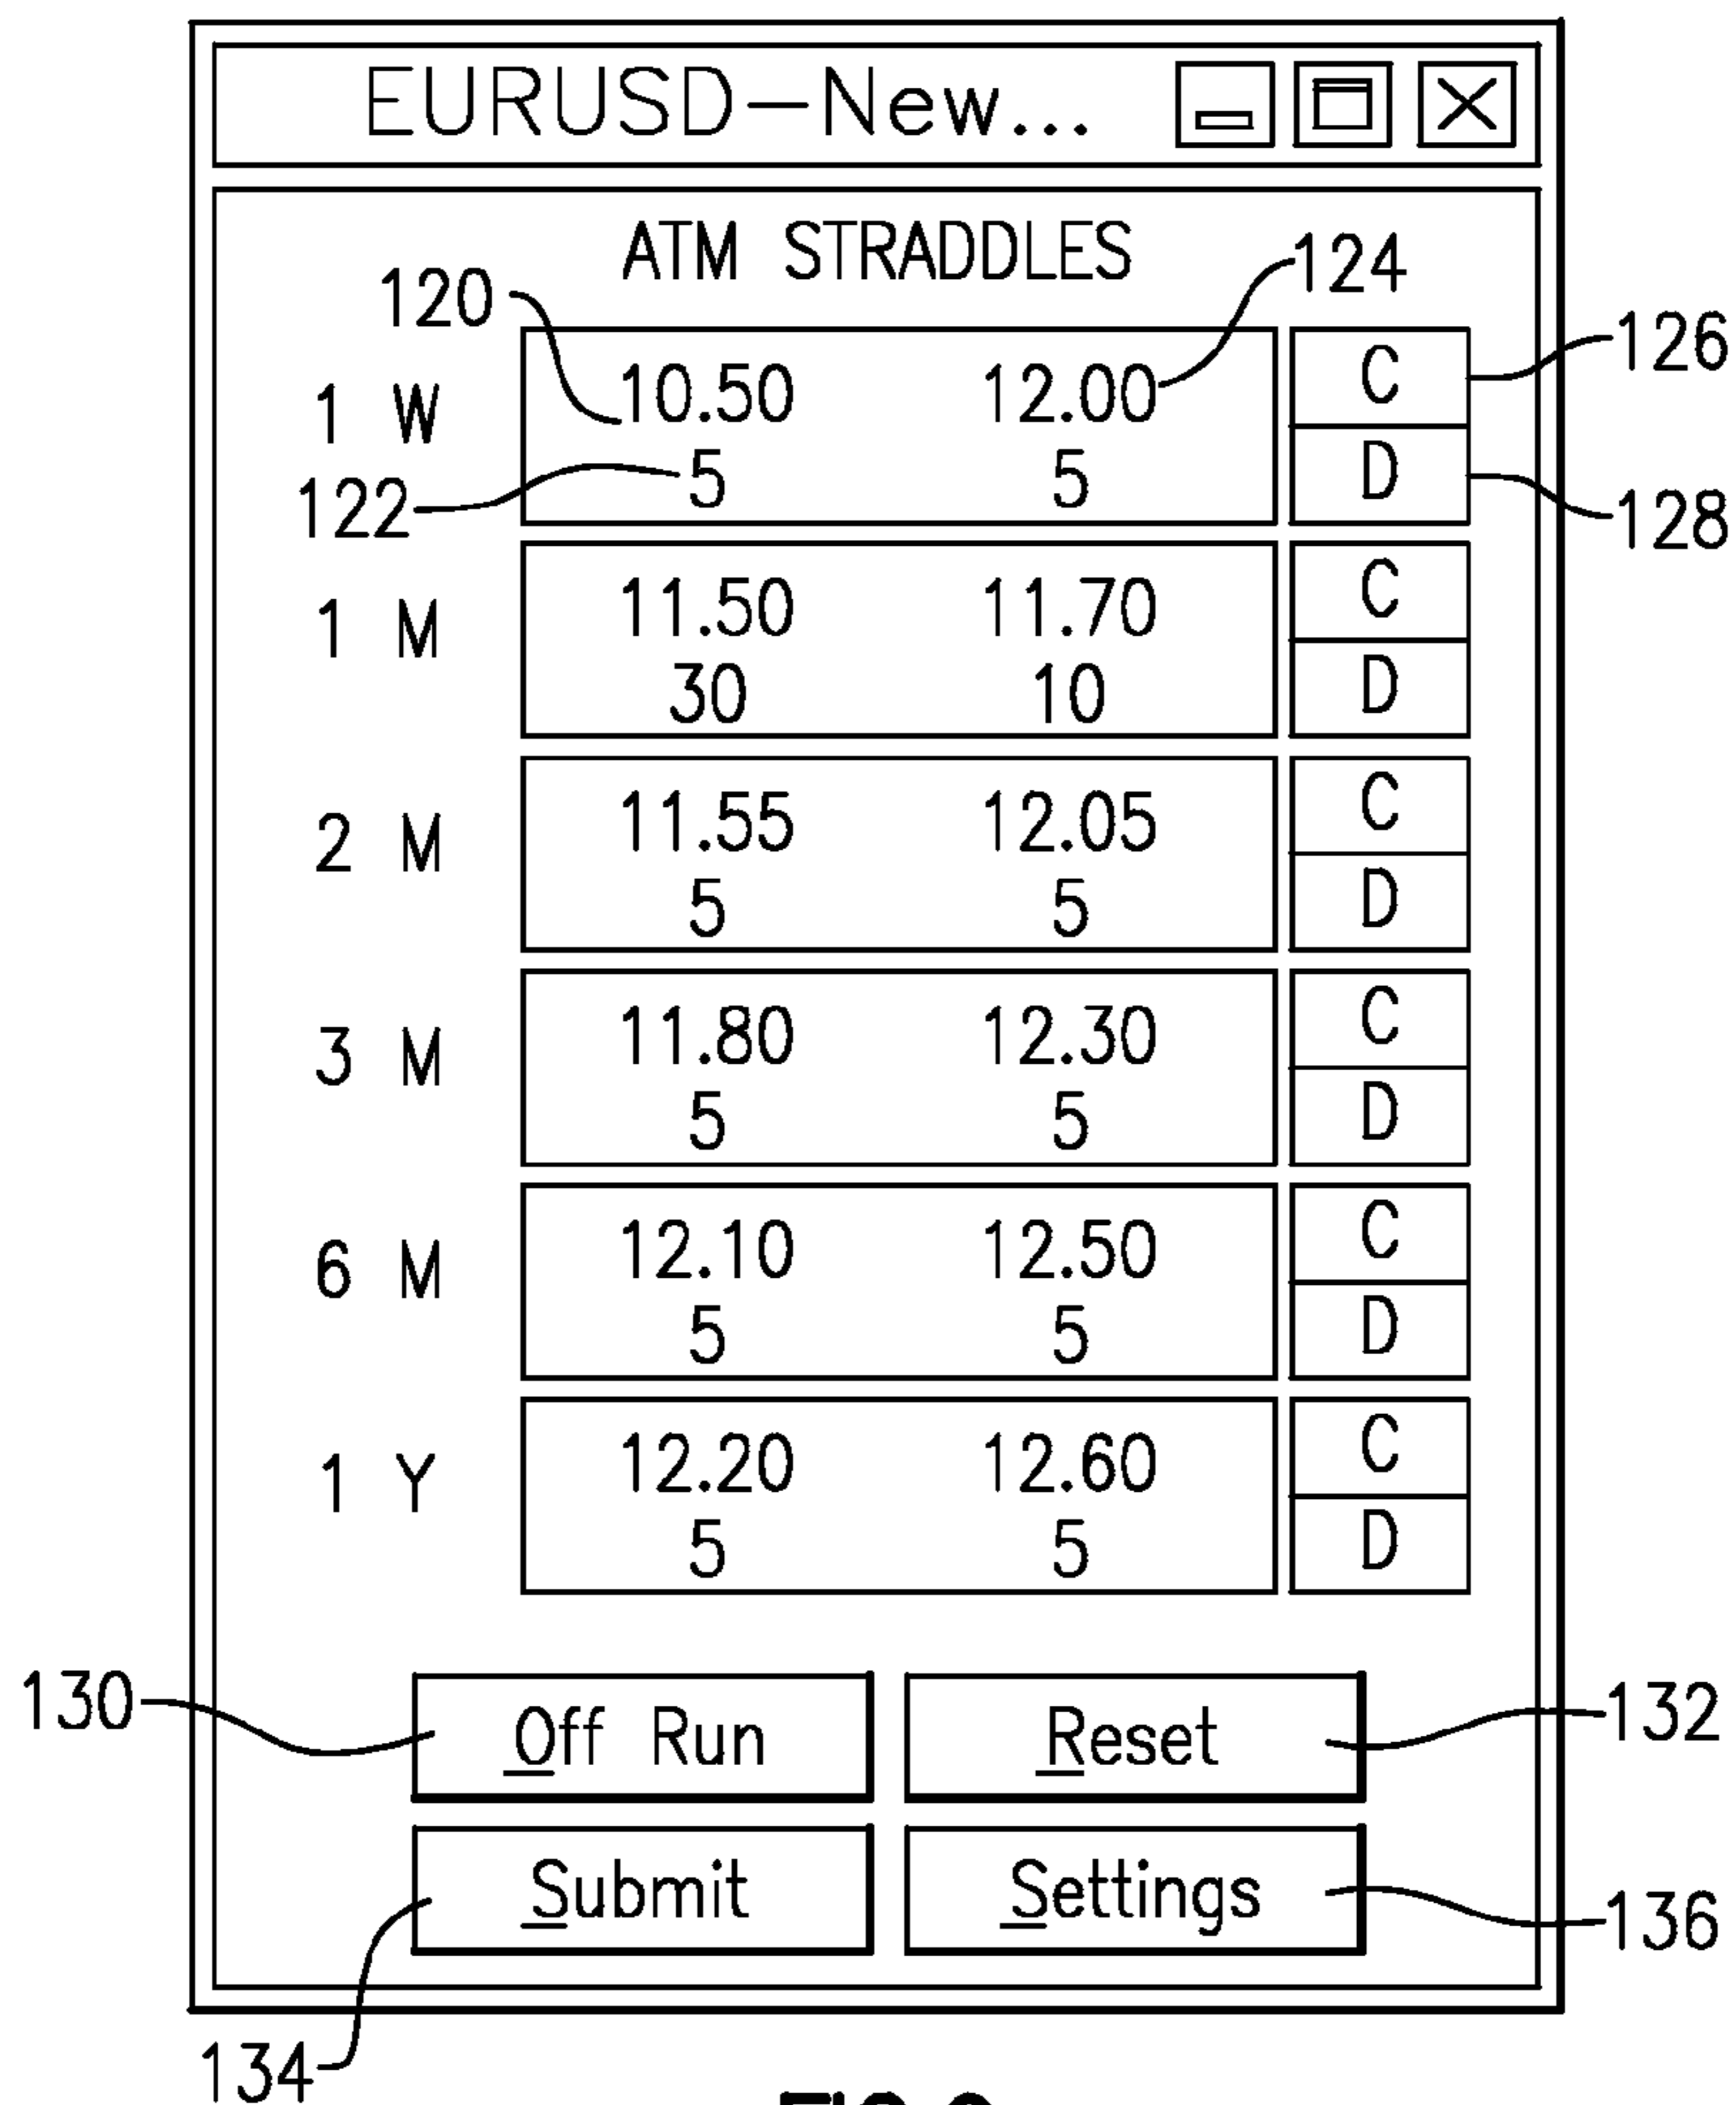 EURUSD-New...
ATM STRADDLES
120
124
1 W
10.50 12.00
C
126
122
5 5
D
128
1 M
11.50 11.70
C
30 10
D
2 M
11.55 12.05
C
5 5
D
3 M
11.80 12.30
C
5 5
D
6 M
12.10 12.50
C
5 5
D
1 Y
12.20 12.60
C
5 5
D
130
Off Run
Reset
132
Submit
Settings
136
134